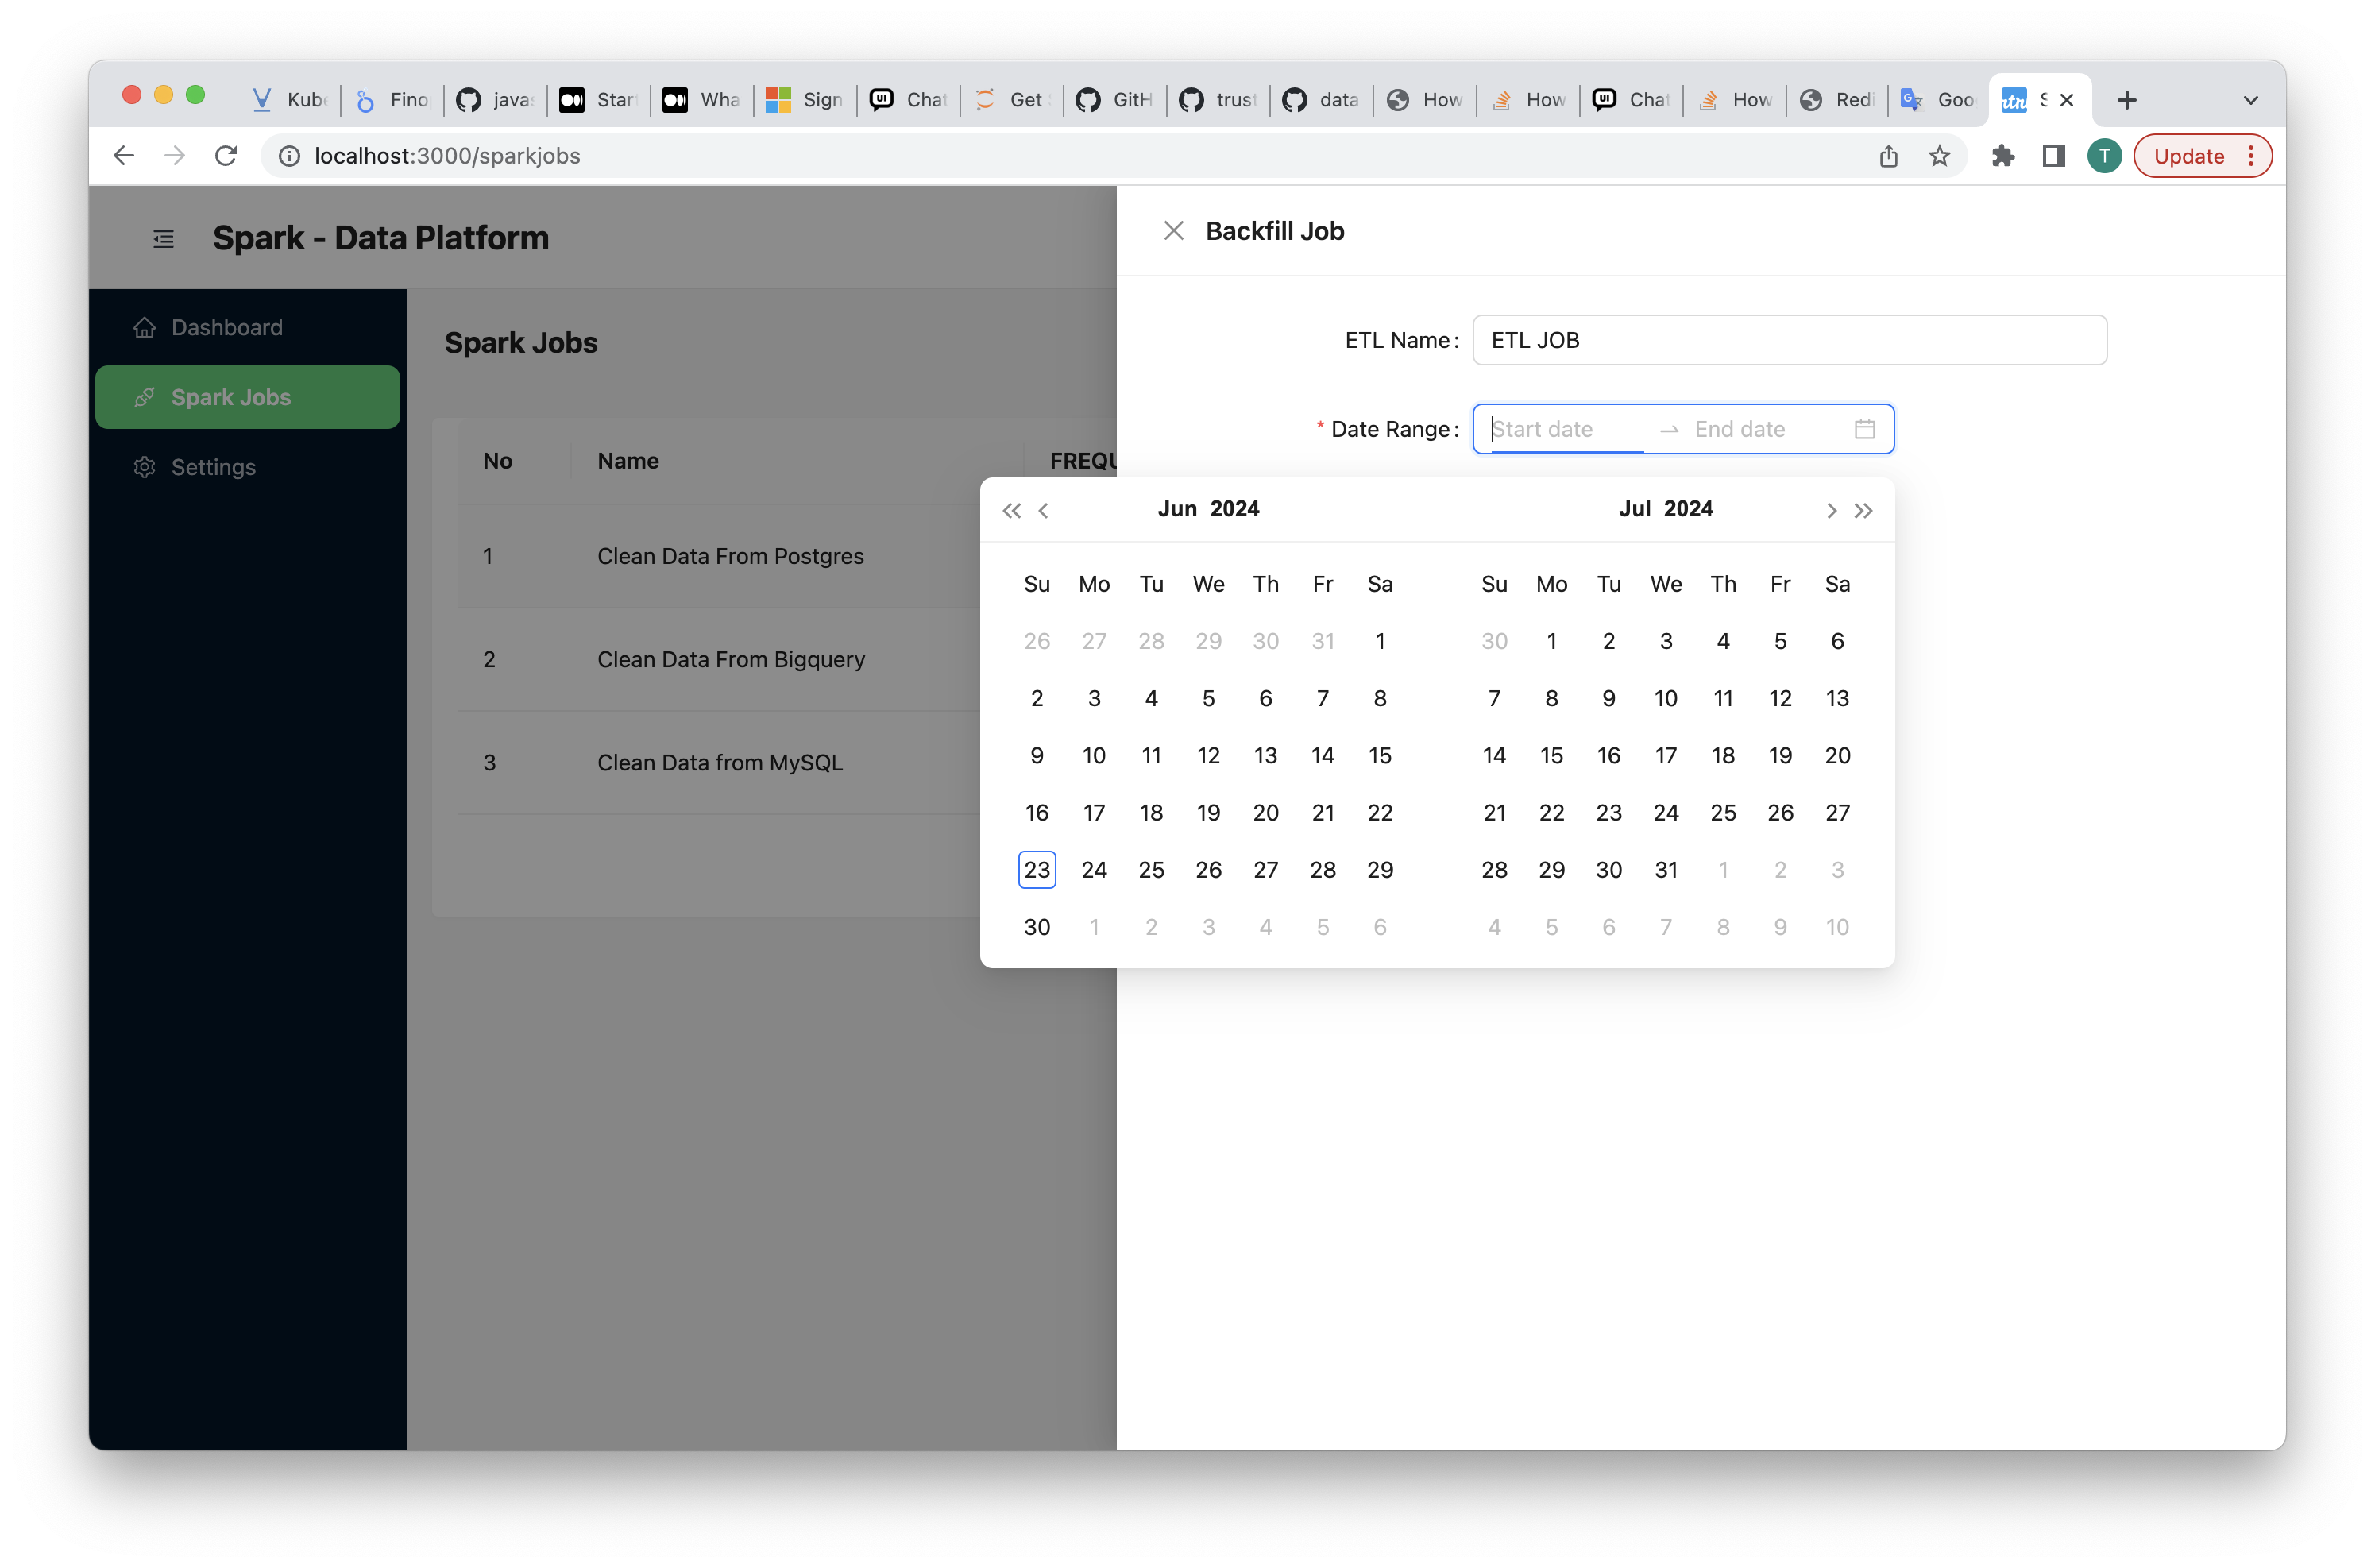 Kube Fino javas Start Wha Sign Chat Get S GitH trust data How How Chat How Redi Goo S
localhost:3000/sparkjobs T Update
Spark - Data Platform
Backfill Job
Dashboard
Spark Jobs
Settings
Spark Jobs
No Name FREQU
1 Clean Data From Postgres
2 Clean Data From Bigquery
3 Clean Data from MySQL
ETL Name: ETL JOB
* Date Range: Start date End date
Jun 2024 Jul 2024
Su Mo Tu We Th Fr Sa Su Mo Tu We Th Fr Sa
26 27 28 29 30 31 1 30 1 2 3 4 5 6
2 3 4 5 6 7 8 7 8 9 10 11 12 13
9 10 11 12 13 14 15 14 15 16 17 18 19 20
16 17 18 19 20 21 22 21 22 23 24 25 26 27
23 24 25 26 27 28 29 28 29 30 31 1 2 3
30 1 2 3 4 5 6 4 5 6 7 8 9 10